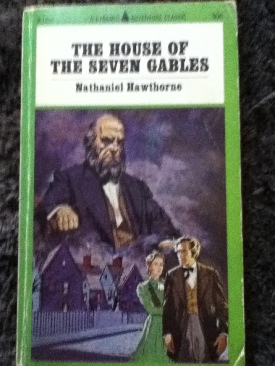 THE HOUSE OF
THE SEVEN GABLES
Nathaniel Hawthorne